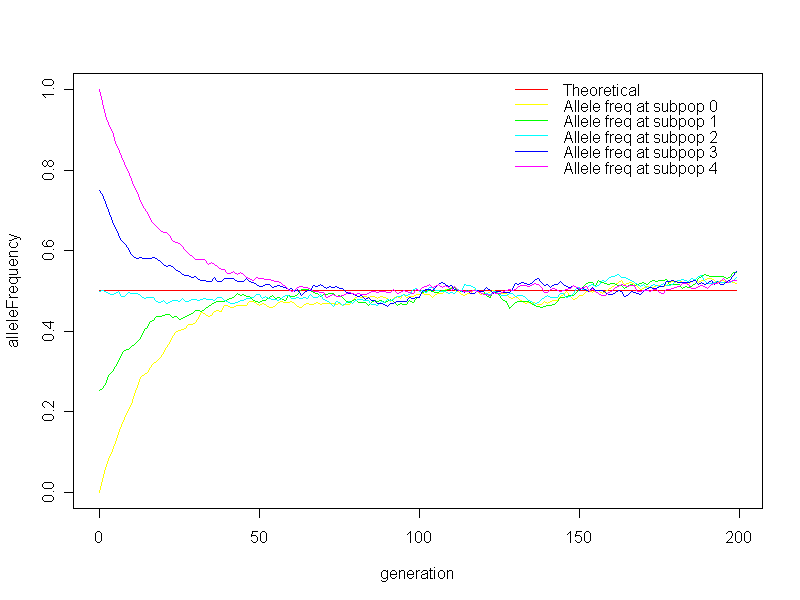 Theoretical
Allele freq at subpop 0
Allele freq at subpop 1
Allele freq at subpop 2
Allele freq at subpop 3
Allele freq at subpop 4
1.0
0.8
0.6
0.4
0.2
0.0
alleleFrequency
0 50 100 150 200
generation